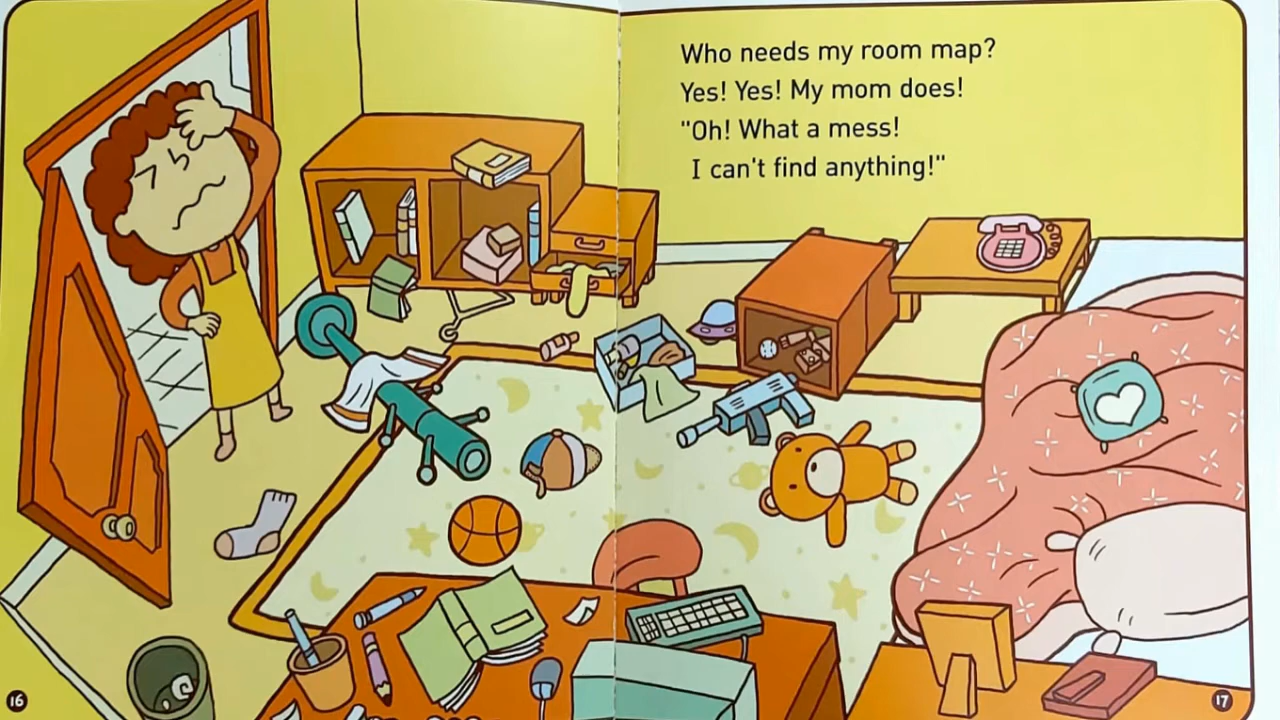 Who needs my room map?
Yes! Yes! My mom does!
"Oh! What a mess!
I can't find anything!"
16
17